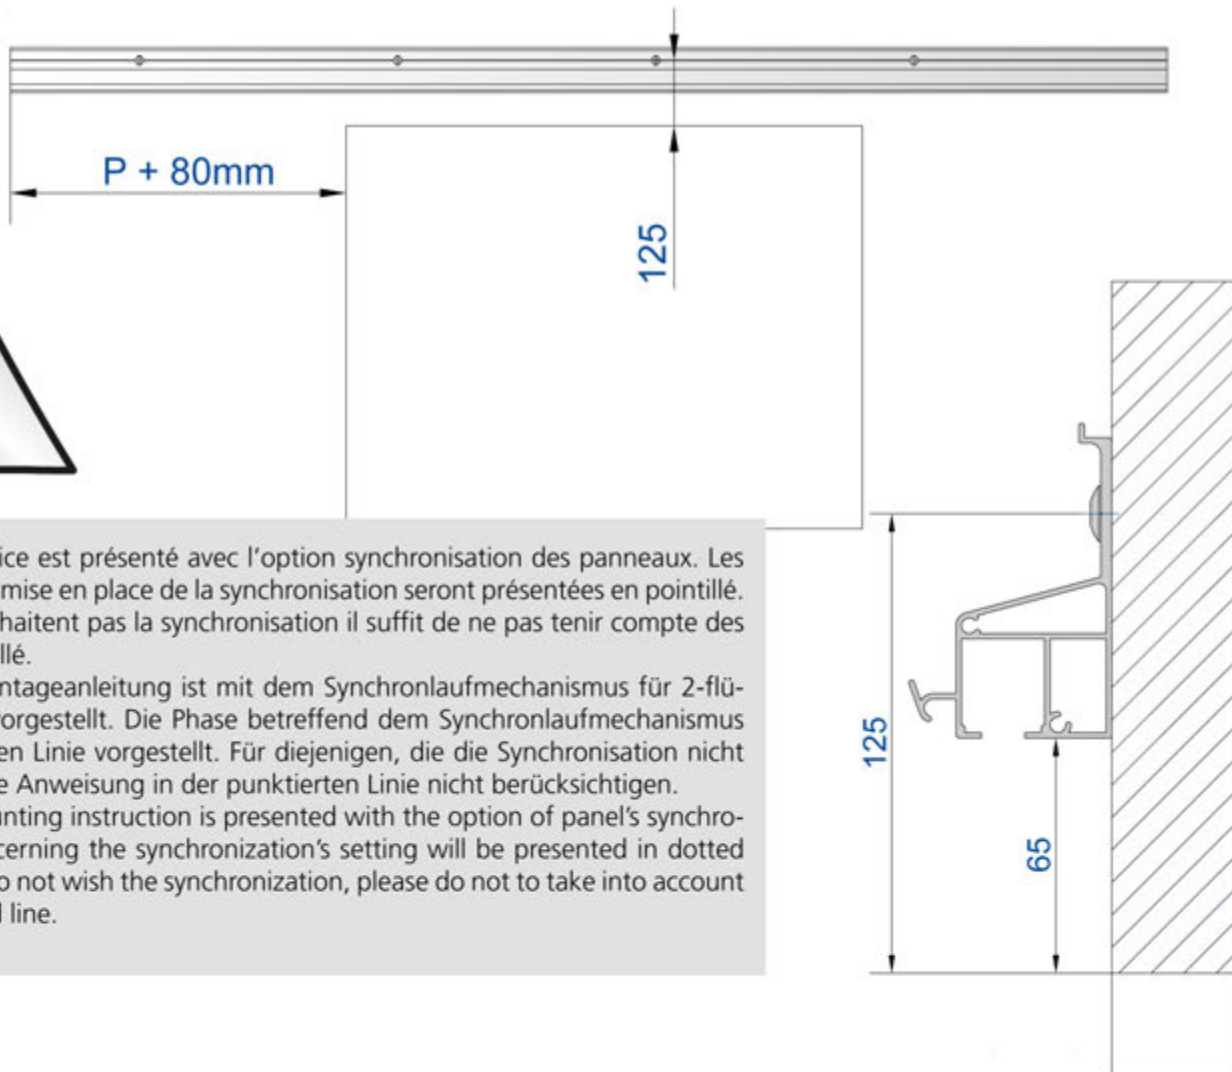 P + 80mm
125
ice est présenté avec l'option synchronisation des panneaux. Les
mise en place de la synchronisation seront présentées en pointillé.
haitent pas la synchronisation il suffit de ne pas tenir compte des
llé.
ntageanleitung ist mit dem Synchronlaufmechanismus für 2-flü-
vorgestellt. Die Phase betreffend dem Synchronlaufmechanismus
en Linie vorgestellt. Für diejenigen, die die Synchronisation nicht
e Anweisung in der punktierten Linie nicht berücksichtigen.
unting instruction is presented with the option of panel's synchro-
cerning the synchronization's setting will be presented in dotted
o not wish the synchronization, please do not to take into account
l line.
125
65